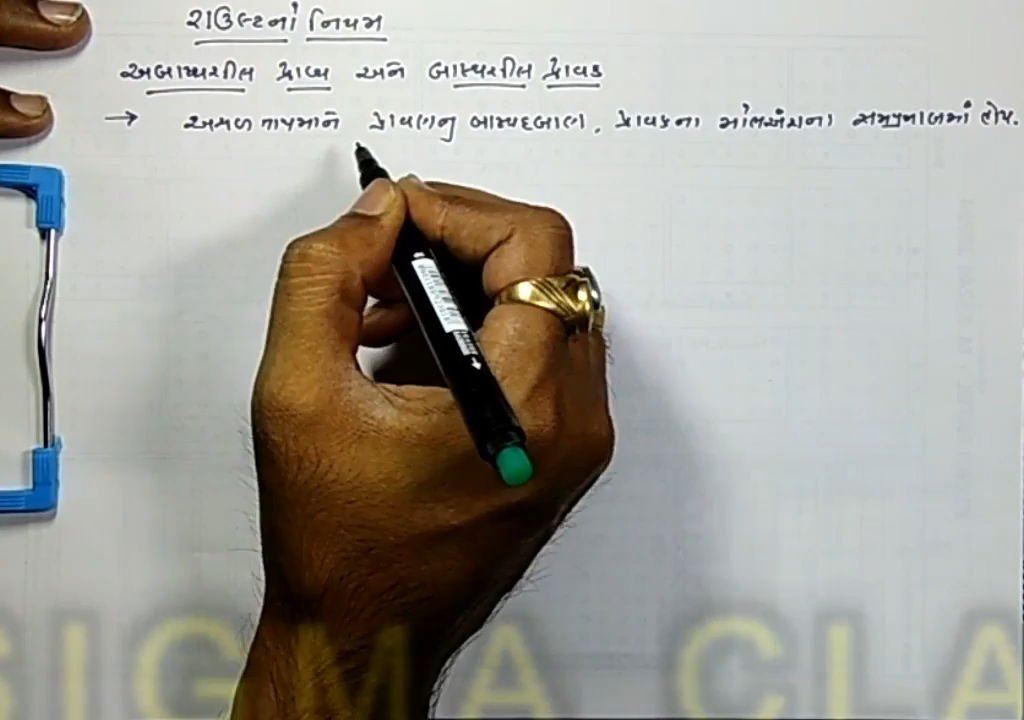 રાઉલ્ટનાં નિયમ
અબાષ્પશીલ દ્રાવ્ય અને બાષ્પશીલ દ્રાવક
→ અચળ તાપમાને દ્રાવણનુ બાષ્પદબાણ, દ્રાવકના મોલઅંશના સમપ્રમાણમાં હોય.
SIGMA CLA